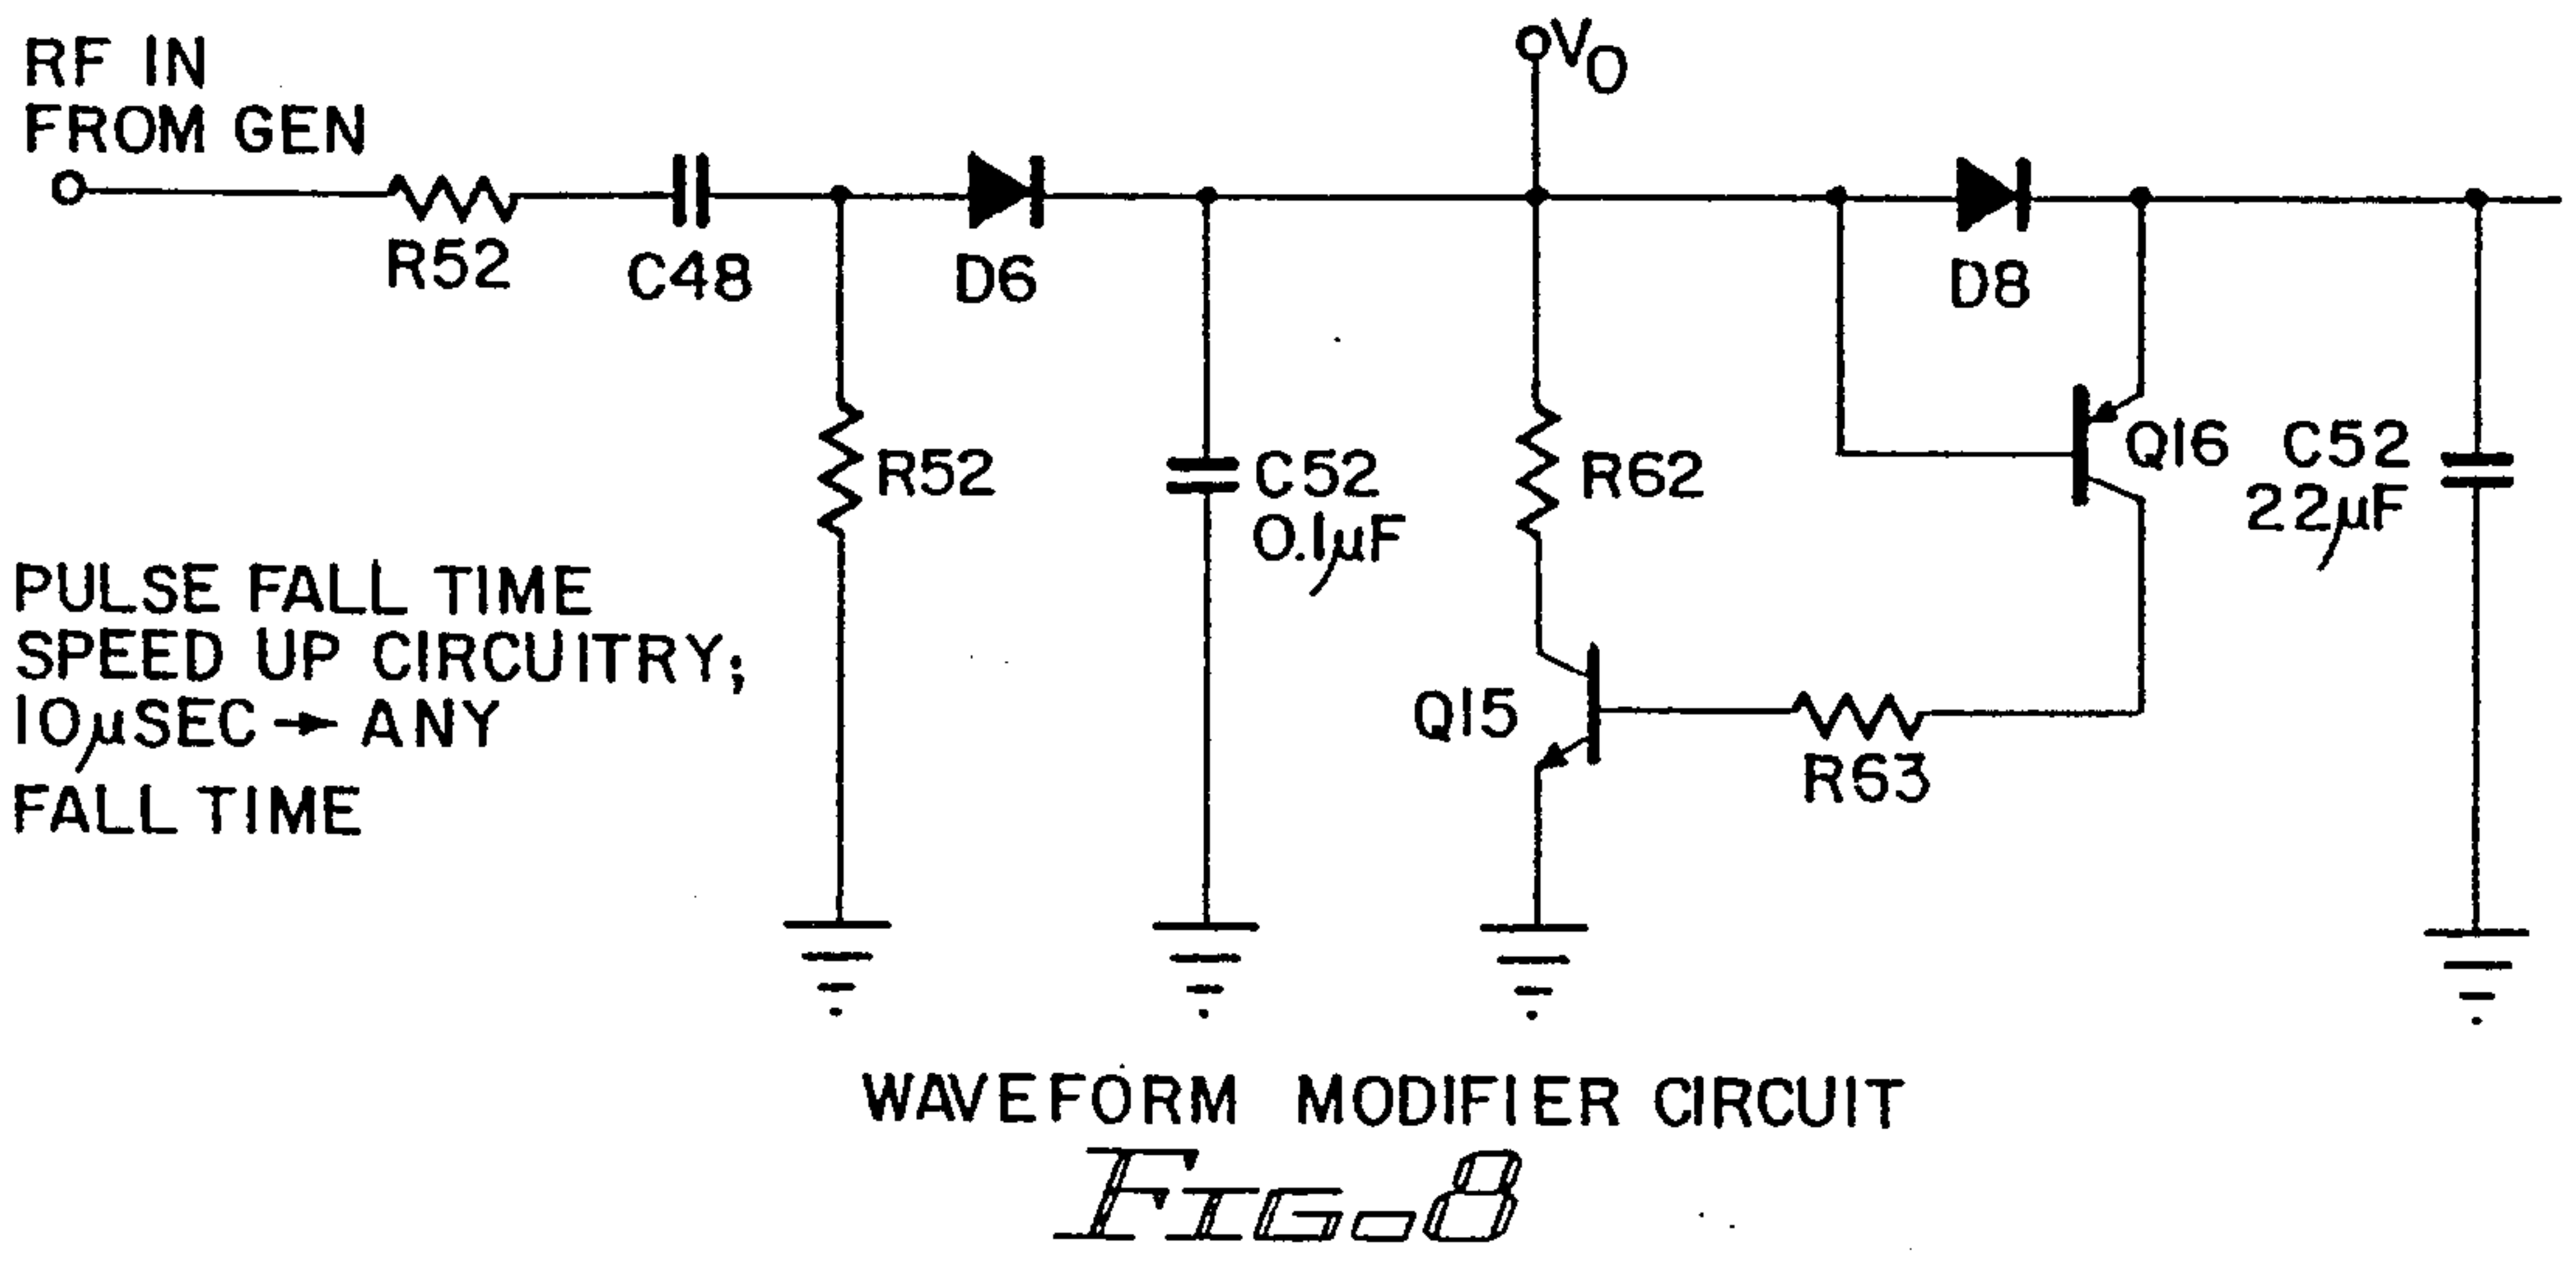 RF IN
FROM GEN
V0
R52
C48
D6
D8
R52
C52
0.1µF
R62
Q16
C52
22µF
PULSE FALL TIME
SPEED UP CIRCUITRY;
10µSEC → ANY
FALL TIME
Q15
R63
WAVEFORM MODIFIER CIRCUIT
FIG-8